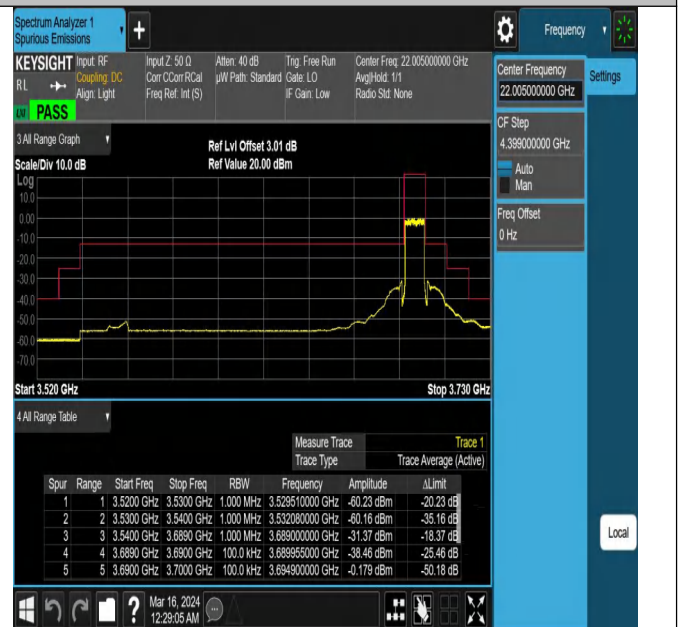 Spectrum Analyzer 1
Spurious Emissions
Frequency
KEYSIGHT Input: RF Input Z: 50 Ω Atten: 40 dB Trig: Free Run Center Freq: 22.005000000 GHz
RL Coupling: DC Corr CCorr RCal µW Path: Standard Gate: LO Avg|Hold: 1/1
Align: Light Freq Ref: Int (S) IF Gain: Low Radio Std: None
LXI PASS
Center Frequency
22.005000000 GHz
Settings
CF Step
4.399000000 GHz
Auto
Man
Freq Offset
0 Hz
3 All Range Graph
Ref Lvl Offset 3.01 dB
Scale/Div 10.0 dB Ref Value 20.00 dBm
Log
10.0
0.00
-10.0
-20.0
-30.0
-40.0
-50.0
-60.0
-70.0
Start 3.520 GHz Stop 3.730 GHz
4 All Range Table
Measure Trace Trace 1
Trace Type Trace Average (Active)
Spur Range Start Freq Stop Freq RBW Frequency Amplitude ΔLimit
1 1 3.5200 GHz 3.5300 GHz 1.000 MHz 3.529510000 GHz -60.23 dBm -20.23 dB
2 2 3.5300 GHz 3.5400 GHz 1.000 MHz 3.532080000 GHz -60.16 dBm -35.16 dB
3 3 3.5400 GHz 3.6890 GHz 1.000 MHz 3.689000000 GHz -31.37 dBm -18.37 dB
4 4 3.6890 GHz 3.6900 GHz 100.0 kHz 3.689955000 GHz -38.46 dBm -25.46 dB
5 5 3.6900 GHz 3.7000 GHz 100.0 kHz 3.694900000 GHz -0.179 dBm -50.18 dB
Local
Mar 16, 2024
12:29:05 AM